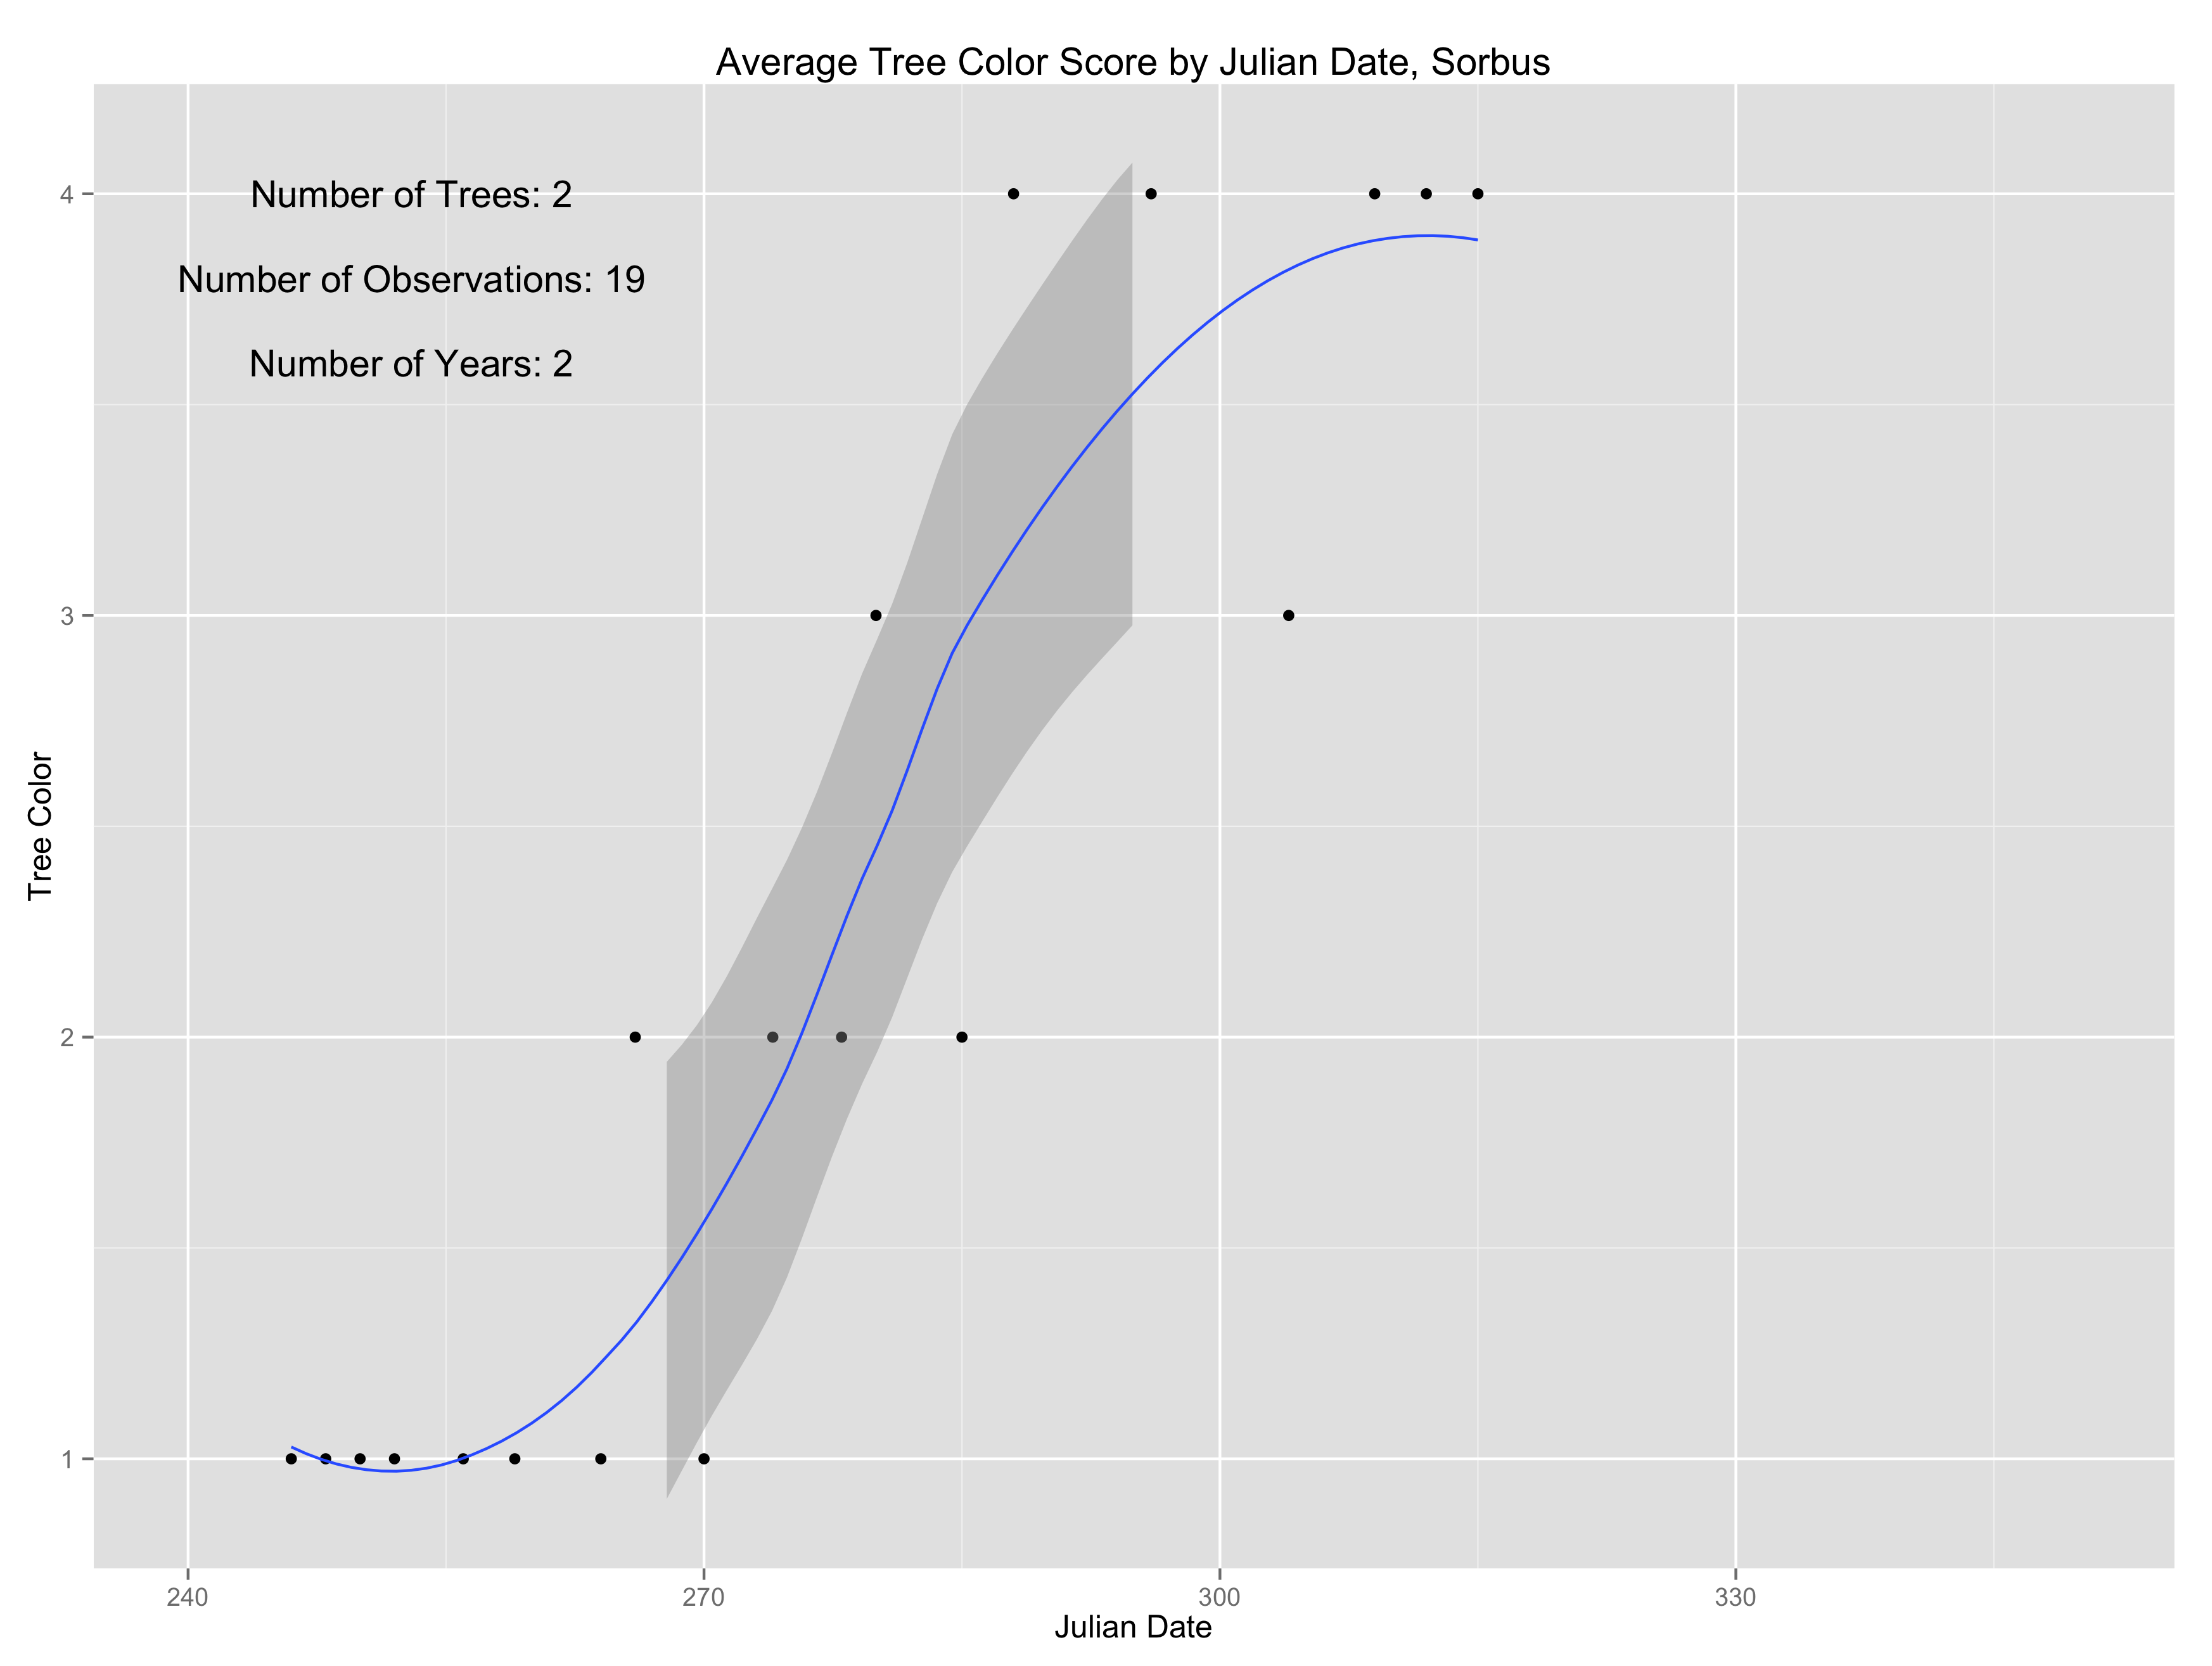 Average Tree Color Score by Julian Date, Sorbus
Number of Trees: 2
Number of Observations: 19
Number of Years: 2
Tree Color
4
3
2
1
240 270 300 330
Julian Date